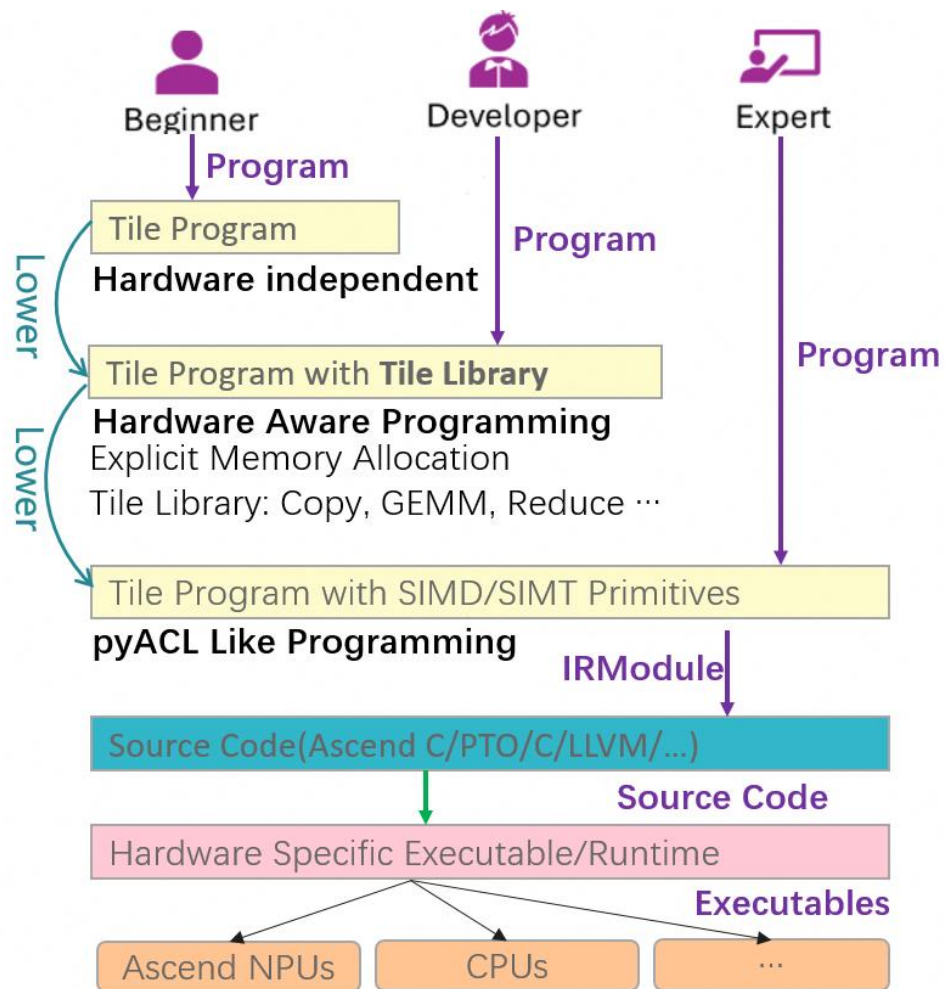 Beginner
Developer
Expert
Program
Tile Program
Hardware independent
Program
Lower
Tile Program with Tile Library
Program
Hardware Aware Programming
Explicit Memory Allocation
Tile Library: Copy, GEMM, Reduce ···
Lower
Tile Program with SIMD/SIMT Primitives
pyACL Like Programming
IRModule
Source Code(Ascend C/PTO/C/LLVM/…)
Source Code
Hardware Specific Executable/Runtime
Executables
Ascend NPUs
CPUs
···